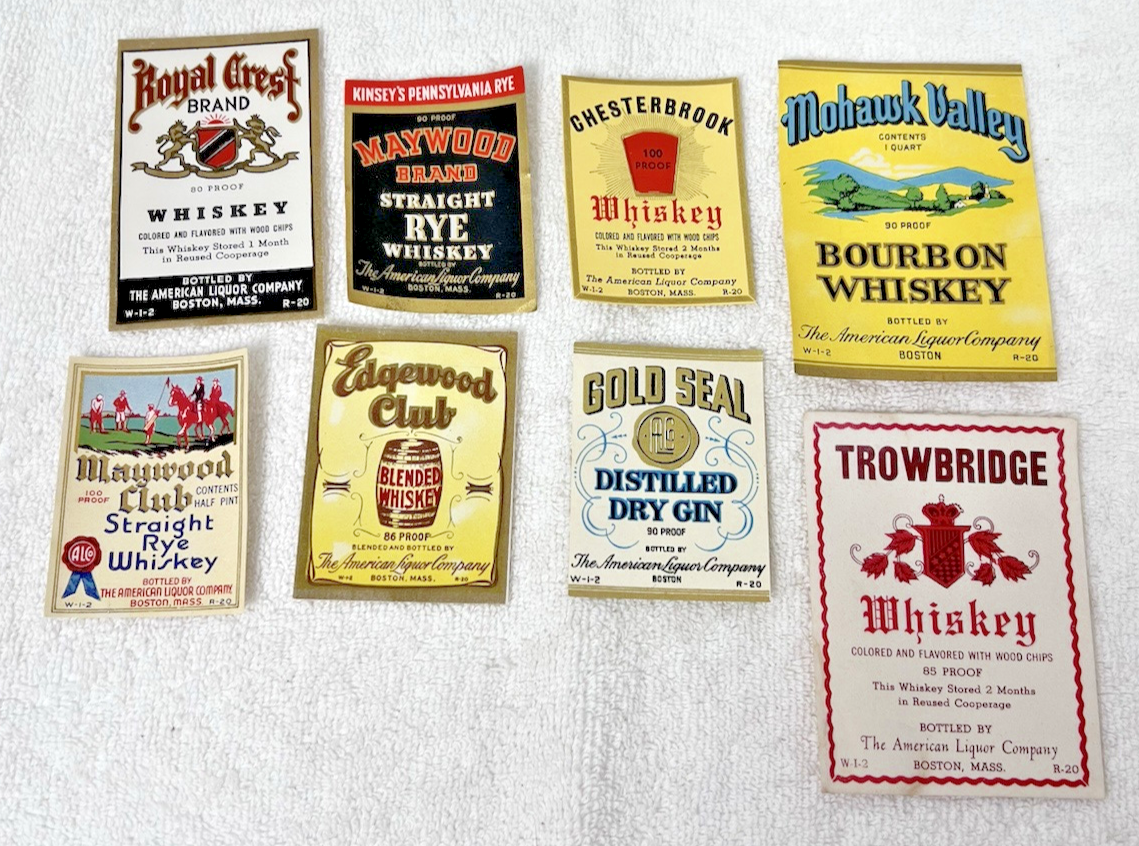 Royal Crest
BRAND
80 PROOF
WHISKEY
COLORED AND FLAVORED WITH WOOD CHIPS
This Whiskey Stored 1 Month
in Reused Cooperage
BOTTLED BY
THE AMERICAN LIQUOR COMPANY
BOSTON, MASS.
W-1-2 R-20
KINSEY'S PENNSYLVANIA RYE
90 PROOF
MAYWOOD
BRAND
STRAIGHT
RYE
WHISKEY
BOTTLED BY
The American Liquor Company
W-1-2 BOSTON, MASS. R-20
CHESTERBROOK
100
PROOF
Whiskey
COLORED AND FLAVORED WITH WOOD CHIPS
This Whiskey Stored 2 Months
in Reused Cooperage
BOTTLED BY
The American Liquor Company
W-1-2 BOSTON, MASS. R-20
Mohawk Valley
CONTENTS
1 QUART
90 PROOF
BOURBON
WHISKEY
BOTTLED BY
The American Liquor Company
W-1-2 BOSTON R-20
Maywood
Club
100
PROOF
CONTENTS
HALF PINT
Straight
Rye
Whiskey
ALCO
BOTTLED BY
THE AMERICAN LIQUOR COMPANY
W-1-2 BOSTON, MASS. R-20
Edgewood
Club
BLENDED
WHISKEY
86 PROOF
BLENDED AND BOTTLED BY
The American Liquor Company
W-1-2 BOSTON, MASS. R-20
GOLD SEAL
ALC
DISTILLED
DRY GIN
90 PROOF
BOTTLED BY
The American Liquor Company
W-1-2 BOSTON R-20
TROWBRIDGE
Whiskey
COLORED AND FLAVORED WITH WOOD CHIPS
85 PROOF
This Whiskey Stored 2 Months
in Reused Cooperage
BOTTLED BY
The American Liquor Company
W-1-2 BOSTON, MASS. R-20